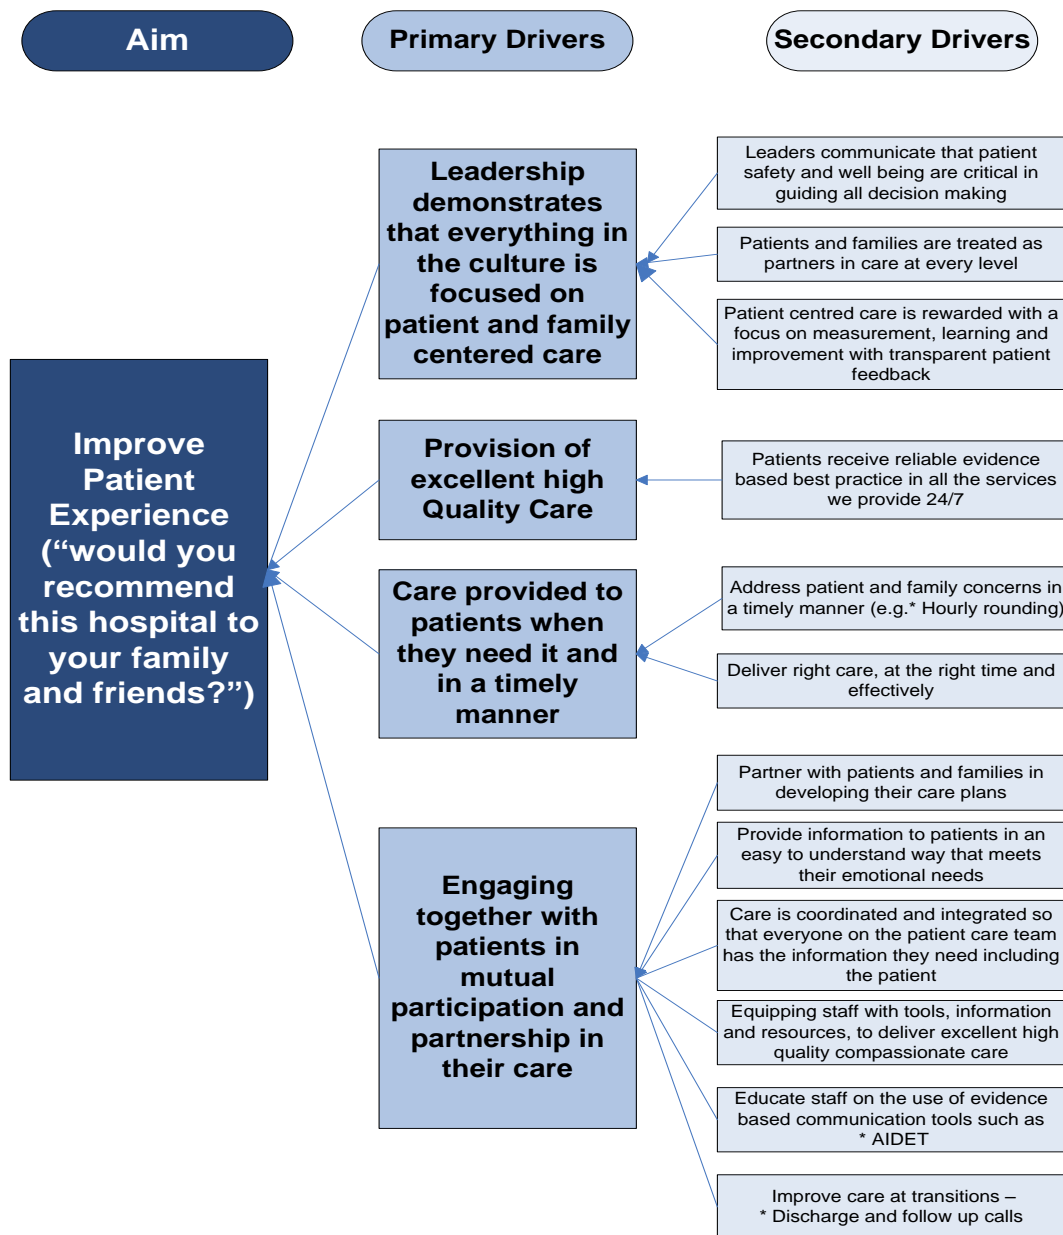 Aim
Primary Drivers
Secondary Drivers
Improve
Patient
Experience
(“would you
recommend
this hospital to
your family
and friends?”)
Leadership
demonstrates
that everything in
the culture is
focused on
patient and family
centered care
Provision of
excellent high
Quality Care
Care provided to
patients when
they need it and
in a timely
manner
Engaging
together with
patients in
mutual
participation and
partnership in
their care
Leaders communicate that patient
safety and well being are critical in
guiding all decision making
Patients and families are treated as
partners in care at every level
Patient centred care is rewarded with a
focus on measurement, learning and
improvement with transparent patient
feedback
Patients receive reliable evidence
based best practice in all the services
we provide 24/7
Address patient and family concerns in
a timely manner (e.g.* Hourly rounding)
Deliver right care, at the right time and
effectively
Partner with patients and families in
developing their care plans
Provide information to patients in an
easy to understand way that meets
their emotional needs
Care is coordinated and integrated so
that everyone on the patient care team
has the information they need including
the patient
Equipping staff with tools, information
and resources, to deliver excellent high
quality compassionate care
Educate staff on the use of evidence
based communication tools such as
* AIDET
Improve care at transitions –
* Discharge and follow up calls